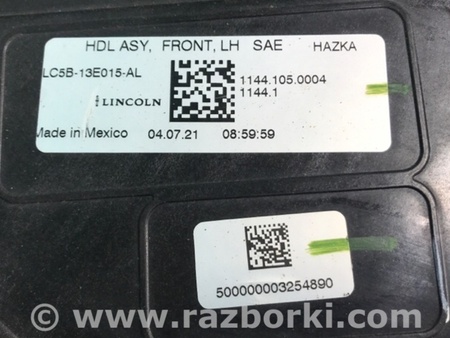 HDL ASY, FRONT, LH SAE HAZKA
LC5B-13E015-AL
1144.105.0004
1144.1
LINCOLN
Made in Mexico 04.07.21 08:59:59
500000003254890
© www.razborki.com